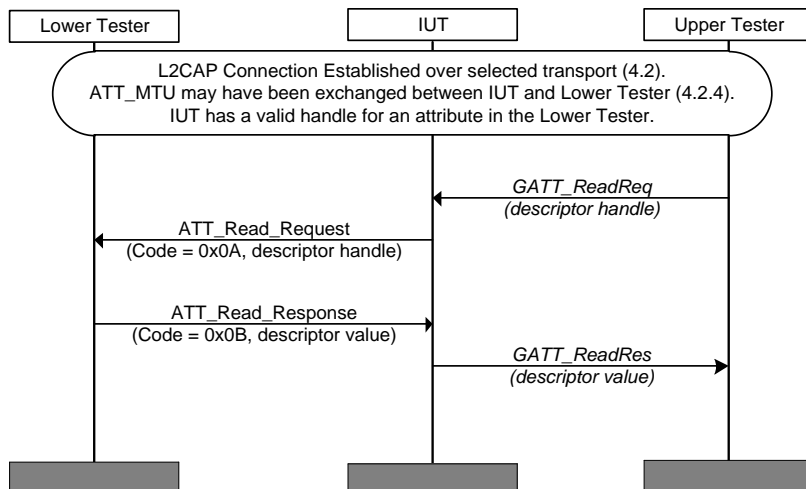 Lower Tester
IUT
Upper Tester
L2CAP Connection Established over selected transport (4.2).
ATT_MTU may have been exchanged between IUT and Lower Tester (4.2.4).
IUT has a valid handle for an attribute in the Lower Tester.
GATT_ReadReq
(descriptor handle)
ATT_Read_Request
(Code = 0x0A, descriptor handle)
ATT_Read_Response
(Code = 0x0B, descriptor value)
GATT_ReadRes
(descriptor value)